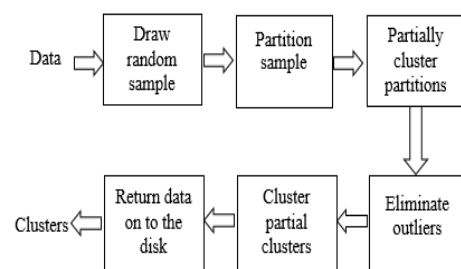 Data
Draw
random
sample
Partition
sample
Partially
cluster
partitions
Eliminate
outliers
Cluster
partial
clusters
Return data
on to the
disk
Clusters